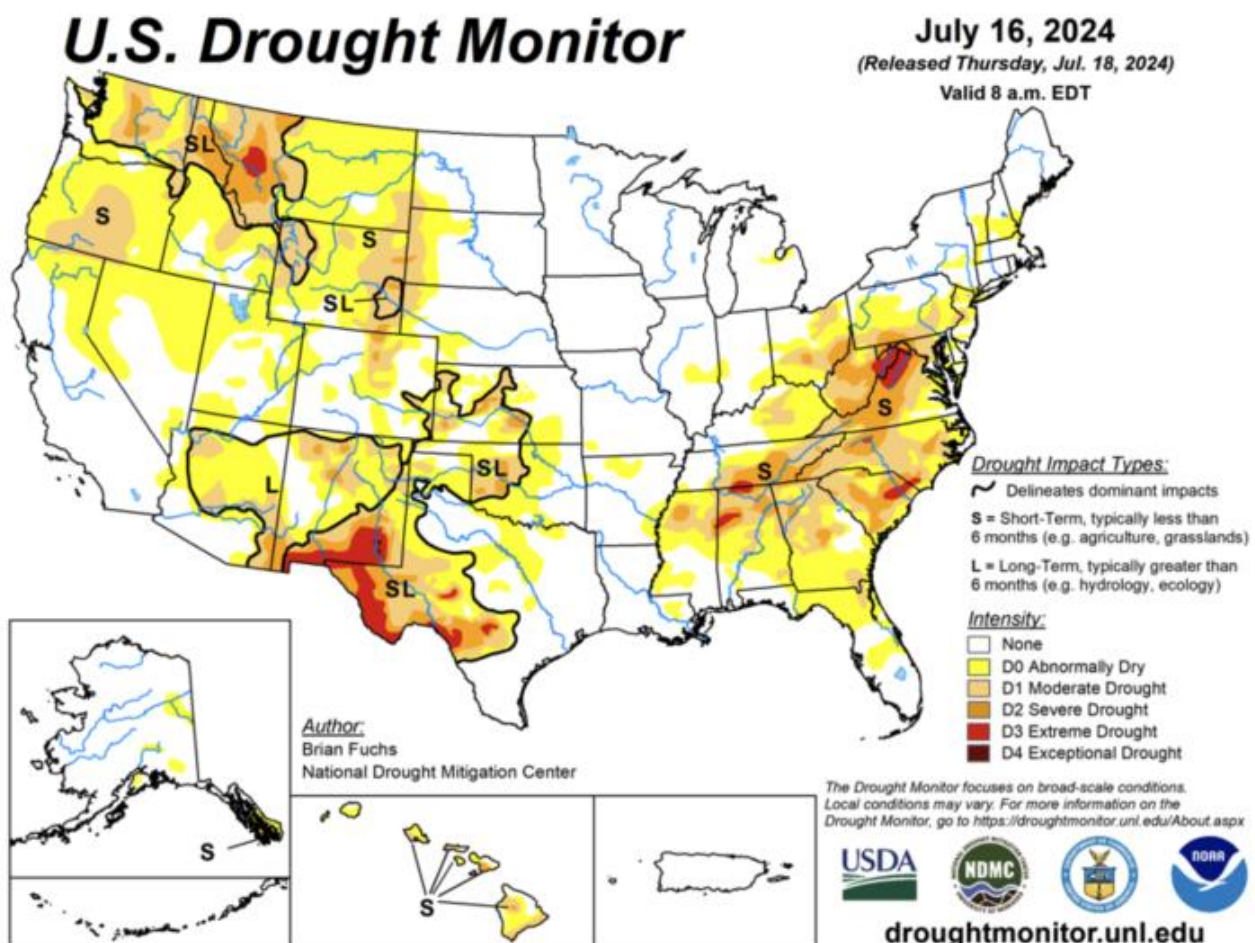 U.S. Drought Monitor
July 16, 2024
(Released Thursday, Jul. 18, 2024)
Valid 8 a.m. EDT
SL
S
S
SL
S
L
SL
S
SL
Drought Impact Types:
Delineates dominant impacts
S = Short-Term, typically less than
6 months (e.g. agriculture, grasslands)
L = Long-Term, typically greater than
6 months (e.g. hydrology, ecology)
Intensity:
None
D0 Abnormally Dry
D1 Moderate Drought
D2 Severe Drought
D3 Extreme Drought
D4 Exceptional Drought
Author:
Brian Fuchs
National Drought Mitigation Center
S
S
The Drought Monitor focuses on broad-scale conditions.
Local conditions may vary. For more information on the
Drought Monitor, go to https://droughtmonitor.unl.edu/About.aspx
USDA
NDMC
NOAA
droughtmonitor.unl.edu